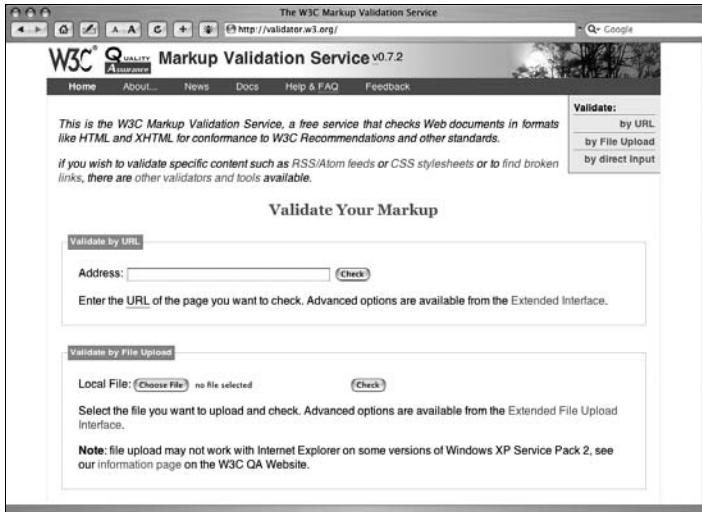 The W3C Markup Validation Service
A A C + http://validator.w3.org/ Q- Google
W3C® QUALITY Assurance Markup Validation Service v0.7.2
Home About... News Docs Help & FAQ Feedback
Validate:
by URL
by File Upload
by direct Input
This is the W3C Markup Validation Service, a free service that checks Web documents in formats
like HTML and XHTML for conformance to W3C Recommendations and other standards.
if you wish to validate specific content such as RSS/Atom feeds or CSS stylesheets or to find broken
links, there are other validators and tools available.
Validate Your Markup
Validate by URL
Address: Check
Enter the URL of the page you want to check. Advanced options are available from the Extended Interface.
Validate by File Upload
Local File: Choose File no file selected Check
Select the file you want to upload and check. Advanced options are available from the Extended File Upload
Interface.
Note: file upload may not work with Internet Explorer on some versions of Windows XP Service Pack 2, see
our information page on the W3C QA Website.